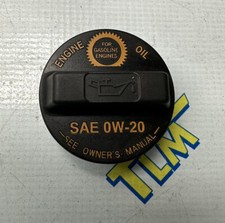 ENGINE OIL
FOR
GASOLINE
ENGINES
SAE 0W-20
—SEE OWNER'S MANUAL—
TLM